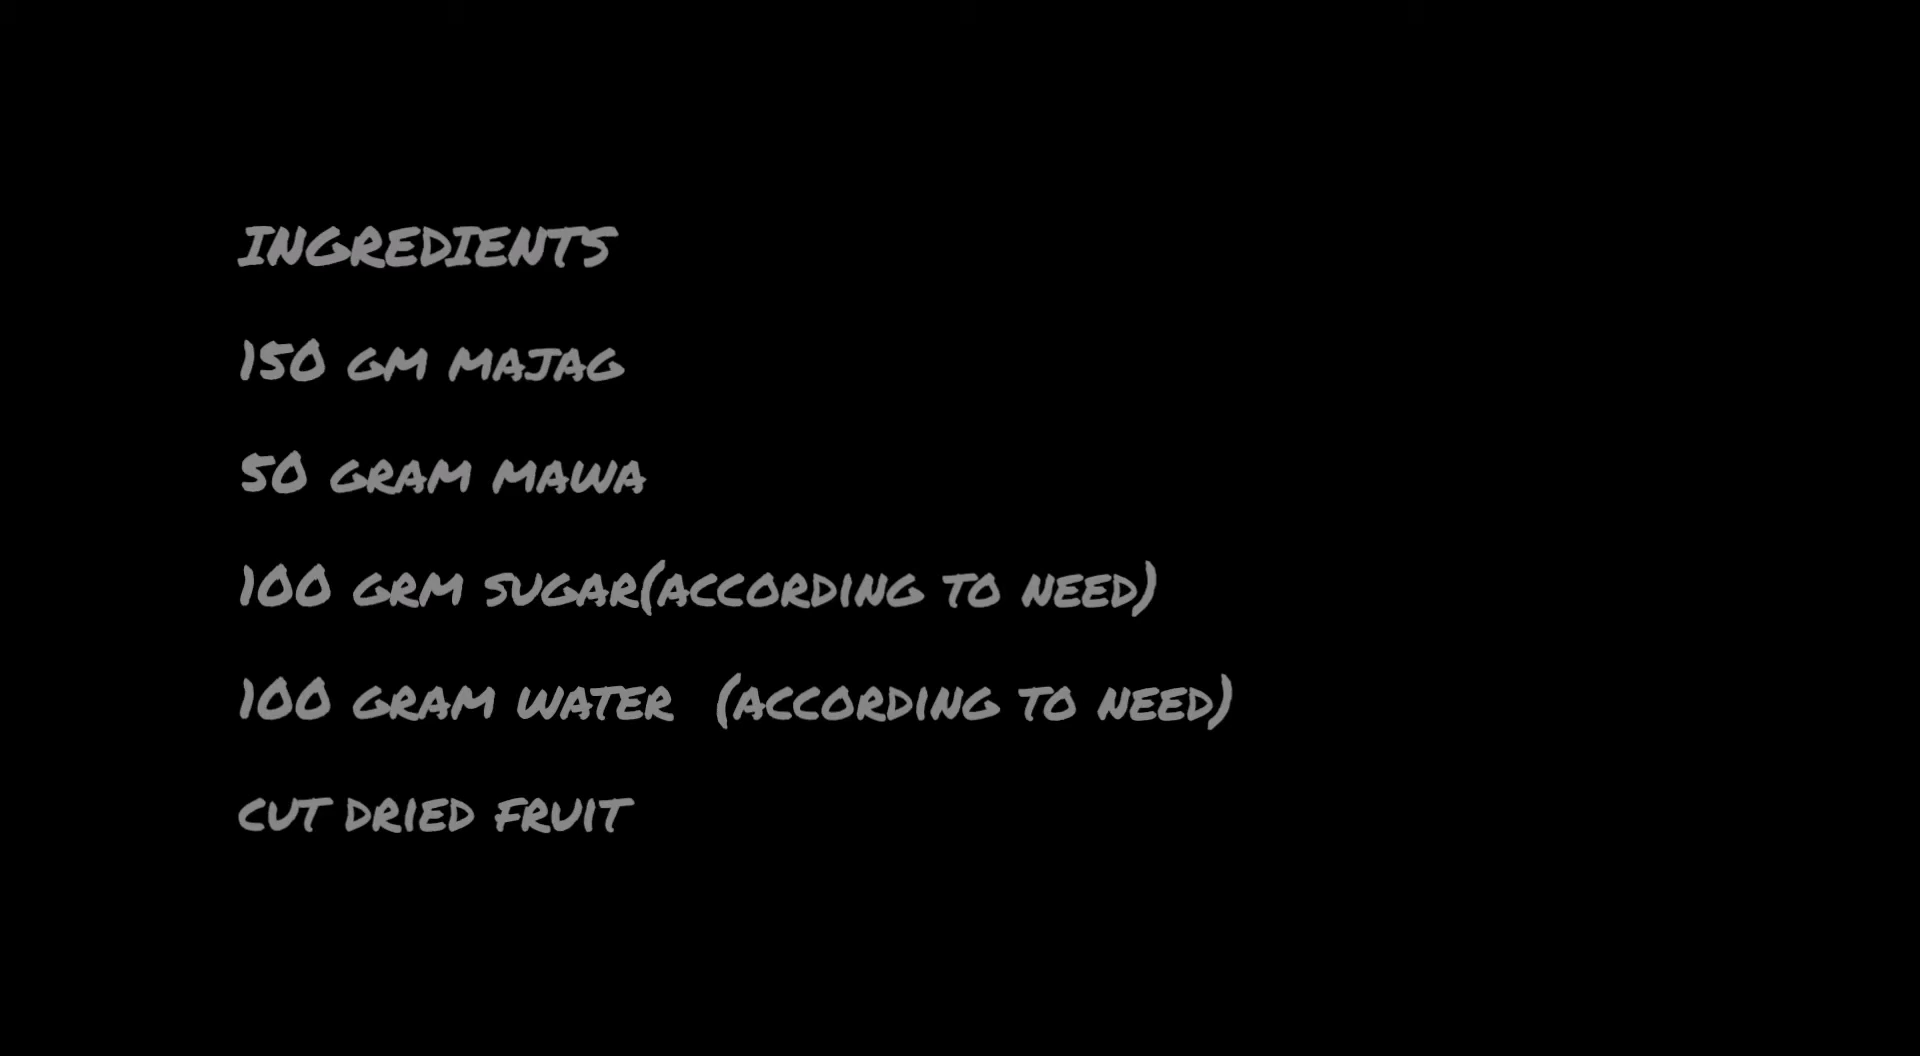 INGREDIENTS
150 GM MAJAG
50 GRAM MAWA
100 GRM SUGAR(ACCORDING TO NEED)
100 GRAM WATER  (ACCORDING TO NEED)
CUT DRIED FRUIT